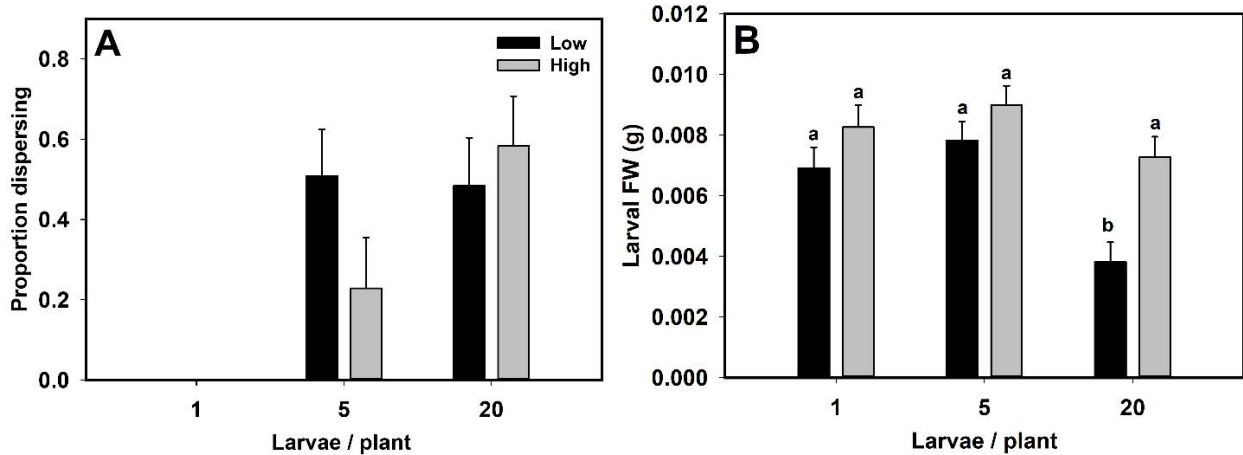 A
Low
High
Proportion dispersing
0.8
0.6
0.4
0.2
0.0
1 5 20
Larvae / plant
B
Larval FW (g)
0.012
0.010
0.008
0.006
0.004
0.002
0.000
a a a a b a
1 5 20
Larvae / plant